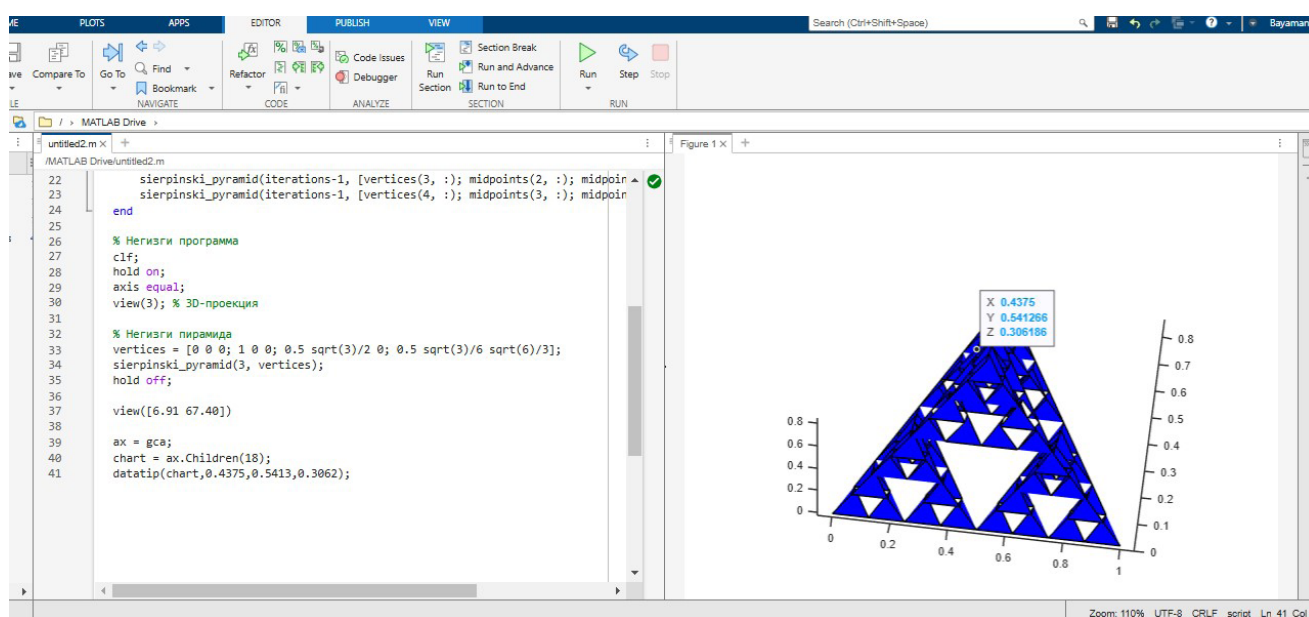 PLOTS APPS EDITOR PUBLISH VIEW Search (Ctrl+Shift+Space) Bayaman
Compare To Go To Find Bookmark Refactor Code Issues Debugger Run Section Section Break Run and Advance Run to End Run Step Stop
NAVIGATE CODE ANALYZE SECTION RUN
/ › MATLAB Drive ›
untitled2.m × +
/MATLAB Drive/untitled2.m
22 sierpinski_pyramid(iterations-1, [vertices(3, :); midpoints(2, :); midpoin
23 sierpinski_pyramid(iterations-1, [vertices(4, :); midpoints(3, :); midpoin
24 end
25
26 % Негизги программа
27 clf;
28 hold on;
29 axis equal;
30 view(3); % 3D-проекция
31
32 % Негизги пирамида
33 vertices = [0 0 0; 1 0 0; 0.5 sqrt(3)/2 0; 0.5 sqrt(3)/6 sqrt(6)/3];
34 sierpinski_pyramid(3, vertices);
35 hold off;
36
37 view([6.91 67.40])
38
39 ax = gca;
40 chart = ax.Children(18);
41 datatip(chart,0.4375,0.5413,0.3062);
Figure 1 × +
X 0.4375
Y 0.541266
Z 0.306186
0.8
0.6
0.4
0.2
0
0 0.2 0.4 0.6 0.8 1
0.8
0.7
0.6
0.5
0.4
0.3
0.2
0.1
0
Zoom: 110% UTF-8 CRLF script Ln 41 Col